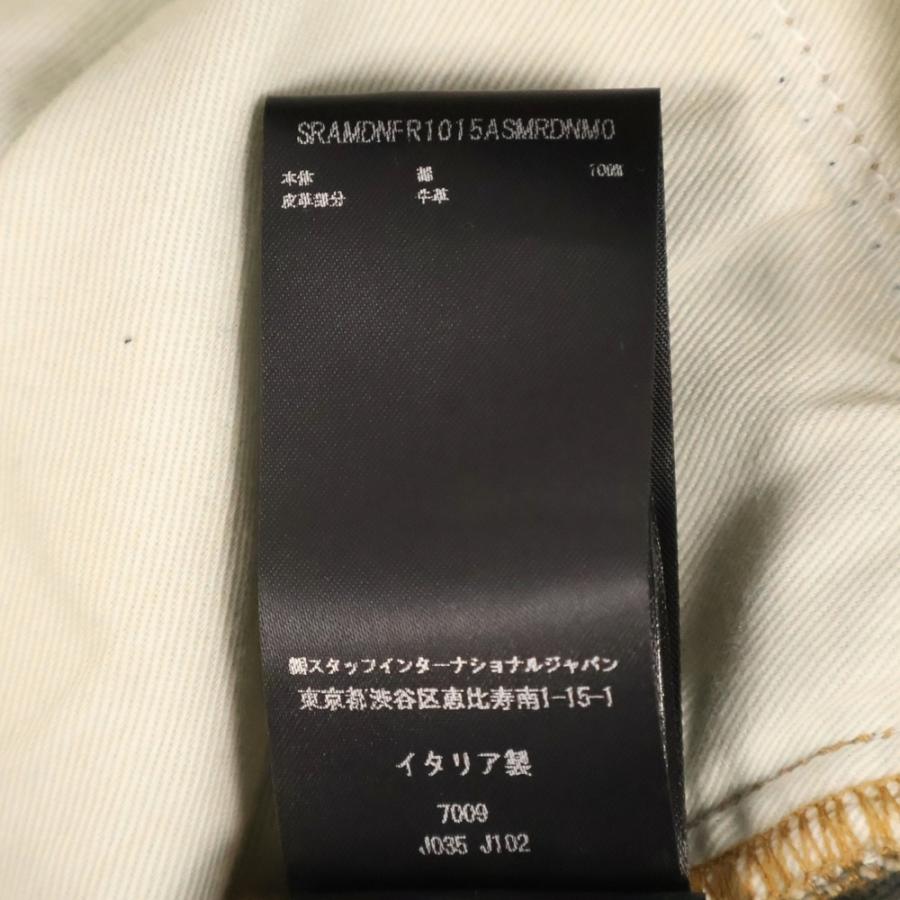 SRAMDNFR1015ASMRDNM0
本体 綿 100%
皮革部分 牛革
㈱スタッフインターナショナルジャパン
東京都渋谷区恵比寿南1-15-1
イタリア製
7009
J035 J102